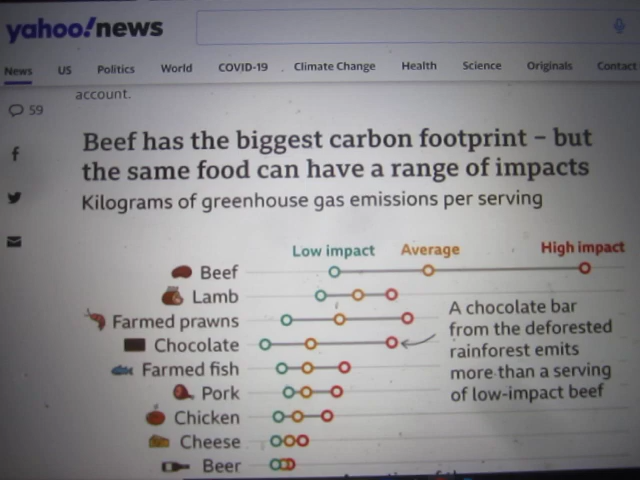 yahoo!news
News US Politics World COVID-19 Climate Change Health Science Originals Contact
account.
59
Beef has the biggest carbon footprint – but
the same food can have a range of impacts
Kilograms of greenhouse gas emissions per serving
Low impact Average High impact
Beef
Lamb
Farmed prawns
Chocolate
Farmed fish
Pork
Chicken
Cheese
Beer
A chocolate bar
from the deforested
rainforest emits
more than a serving
of low-impact beef